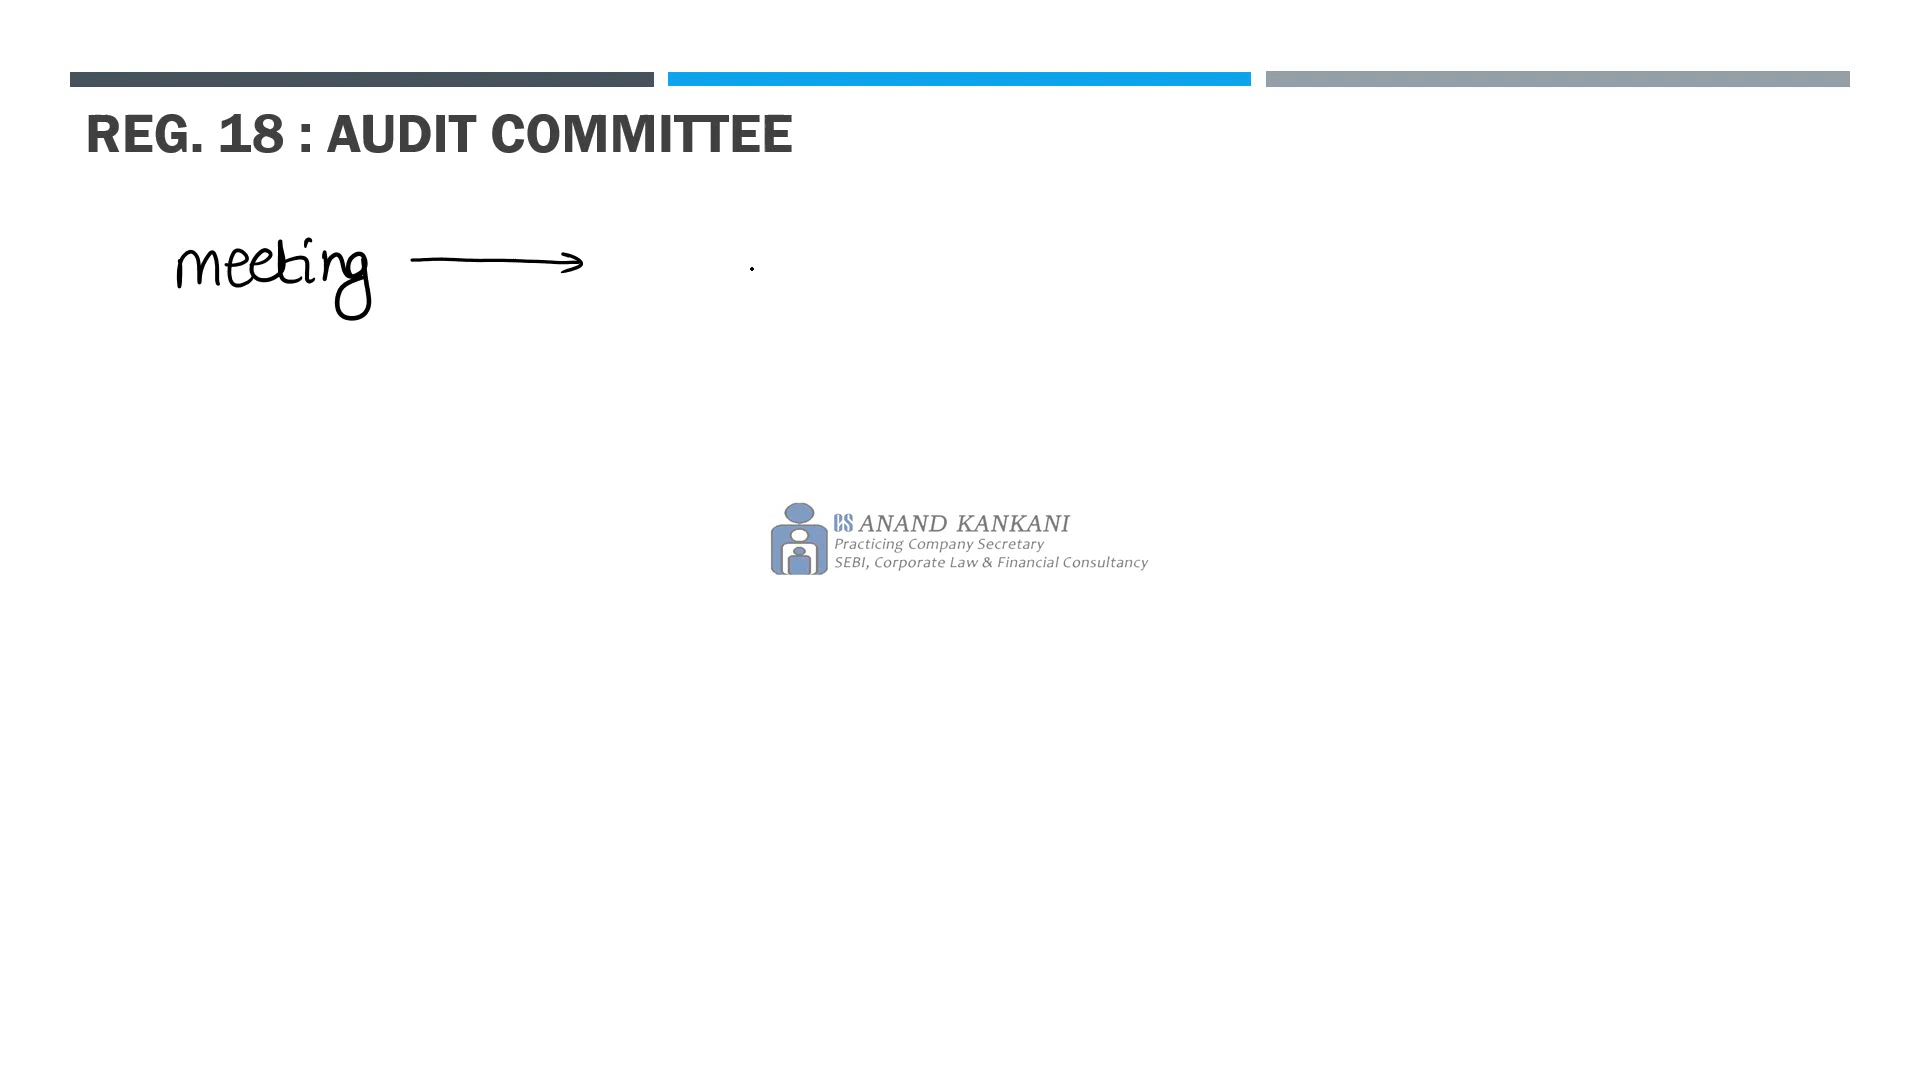 REG. 18 : AUDIT COMMITTEE
meeting
CS ANAND KANKANI
Practicing Company Secretary
SEBI, Corporate Law & Financial Consultancy